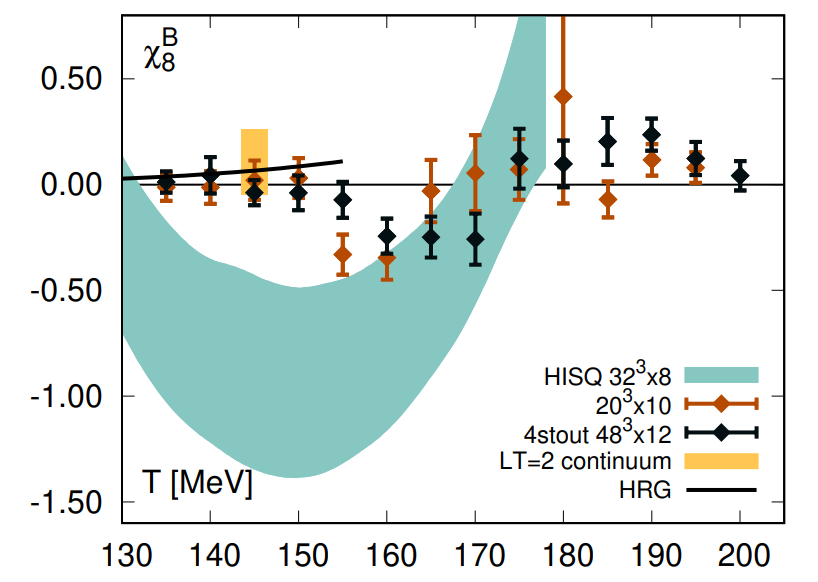 χ₈ᴮ
0.50
0.00
-0.50
-1.00
-1.50
HISQ 32³x8
20³x10
4stout 48³x12
LT=2 continuum
HRG
T [MeV]
130 140 150 160 170 180 190 200